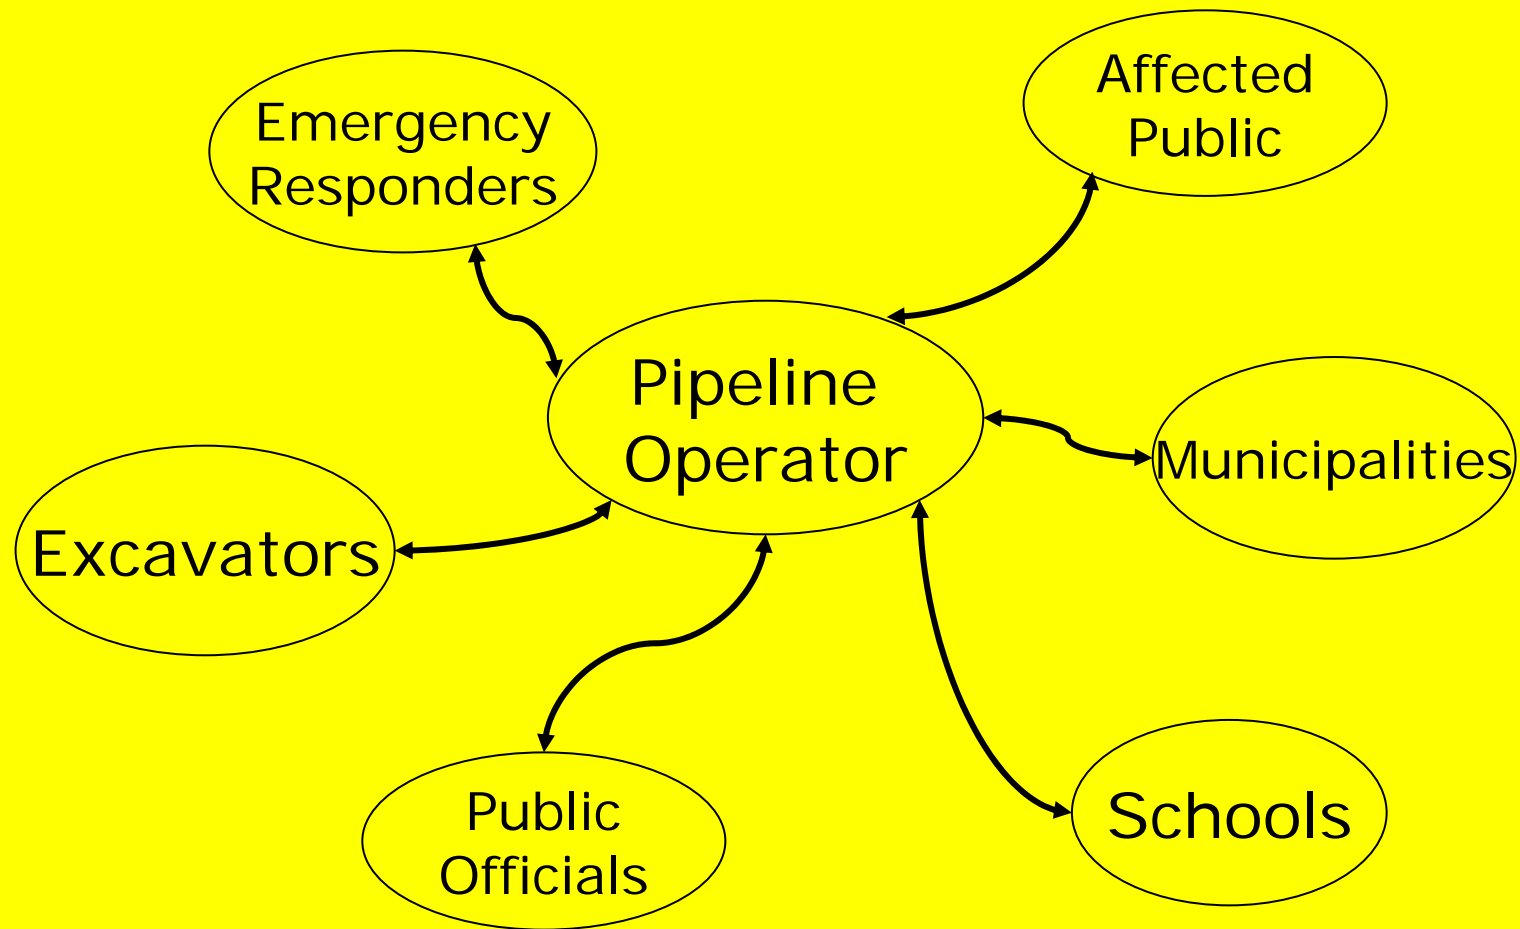 Affected
Public
Emergency
Responders
Pipeline
Operator
Municipalities
Excavators
Public
Officials
Schools